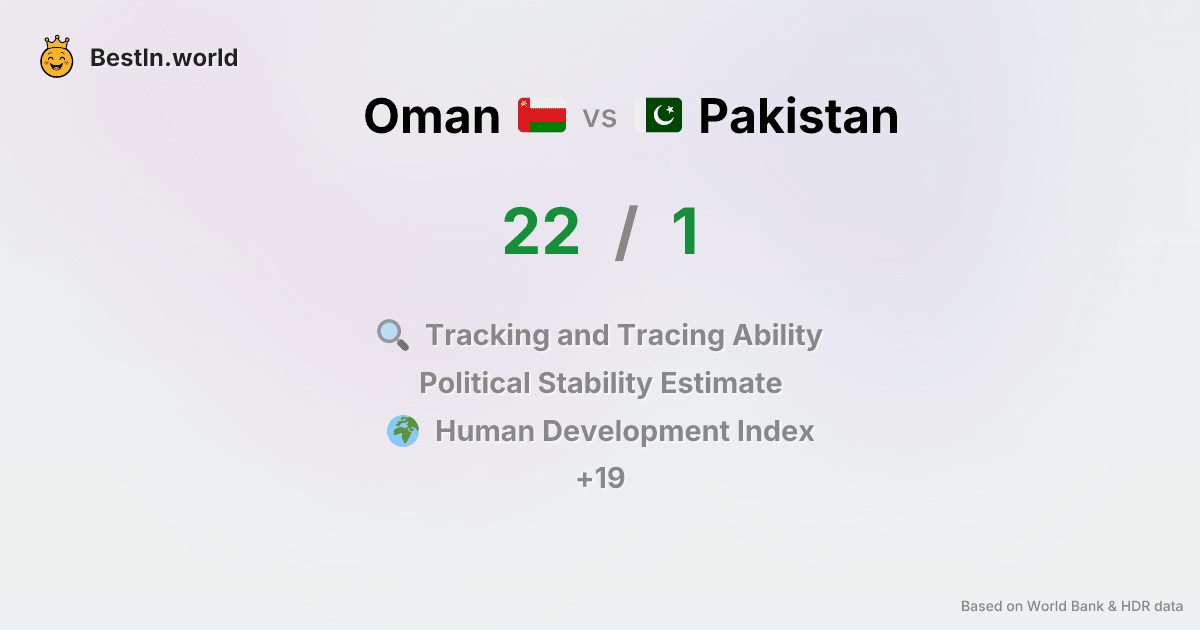 BestIn.world
Oman vs Pakistan
22 / 1
Tracking and Tracing Ability
Political Stability Estimate
Human Development Index
+19
Based on World Bank & HDR data